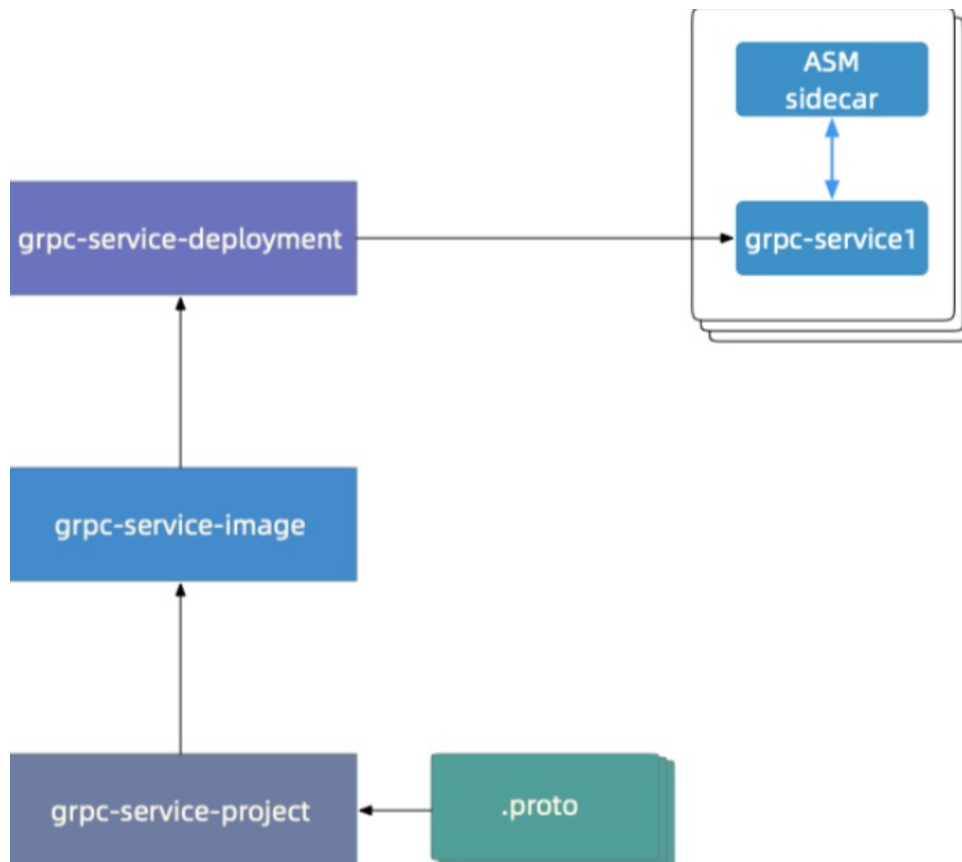 ASM
sidecar
grpc-service-deployment
grpc-service1
grpc-service-image
grpc-service-project
.proto